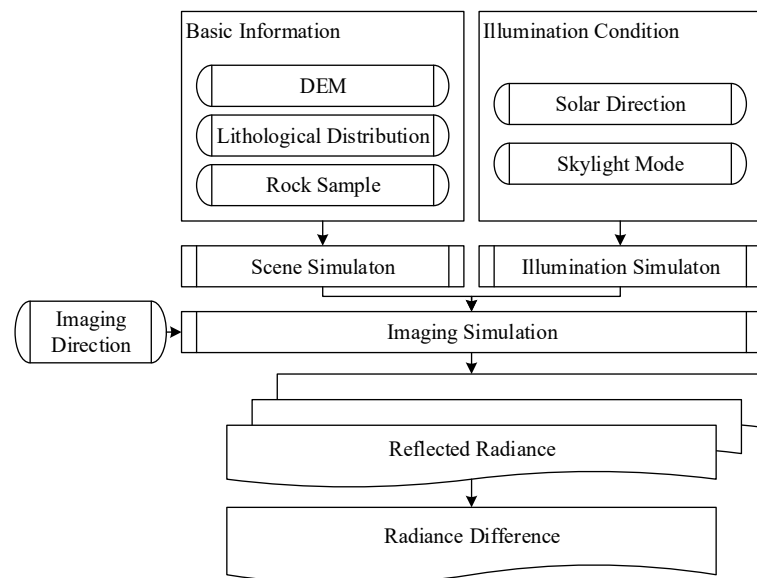 Basic Information
DEM
Lithological Distribution
Rock Sample
Illumination Condition
Solar Direction
Skylight Mode
Scene Simulaton
Illumination Simulaton
Imaging
Direction
Imaging Simulation
Reflected Radiance
Radiance Difference